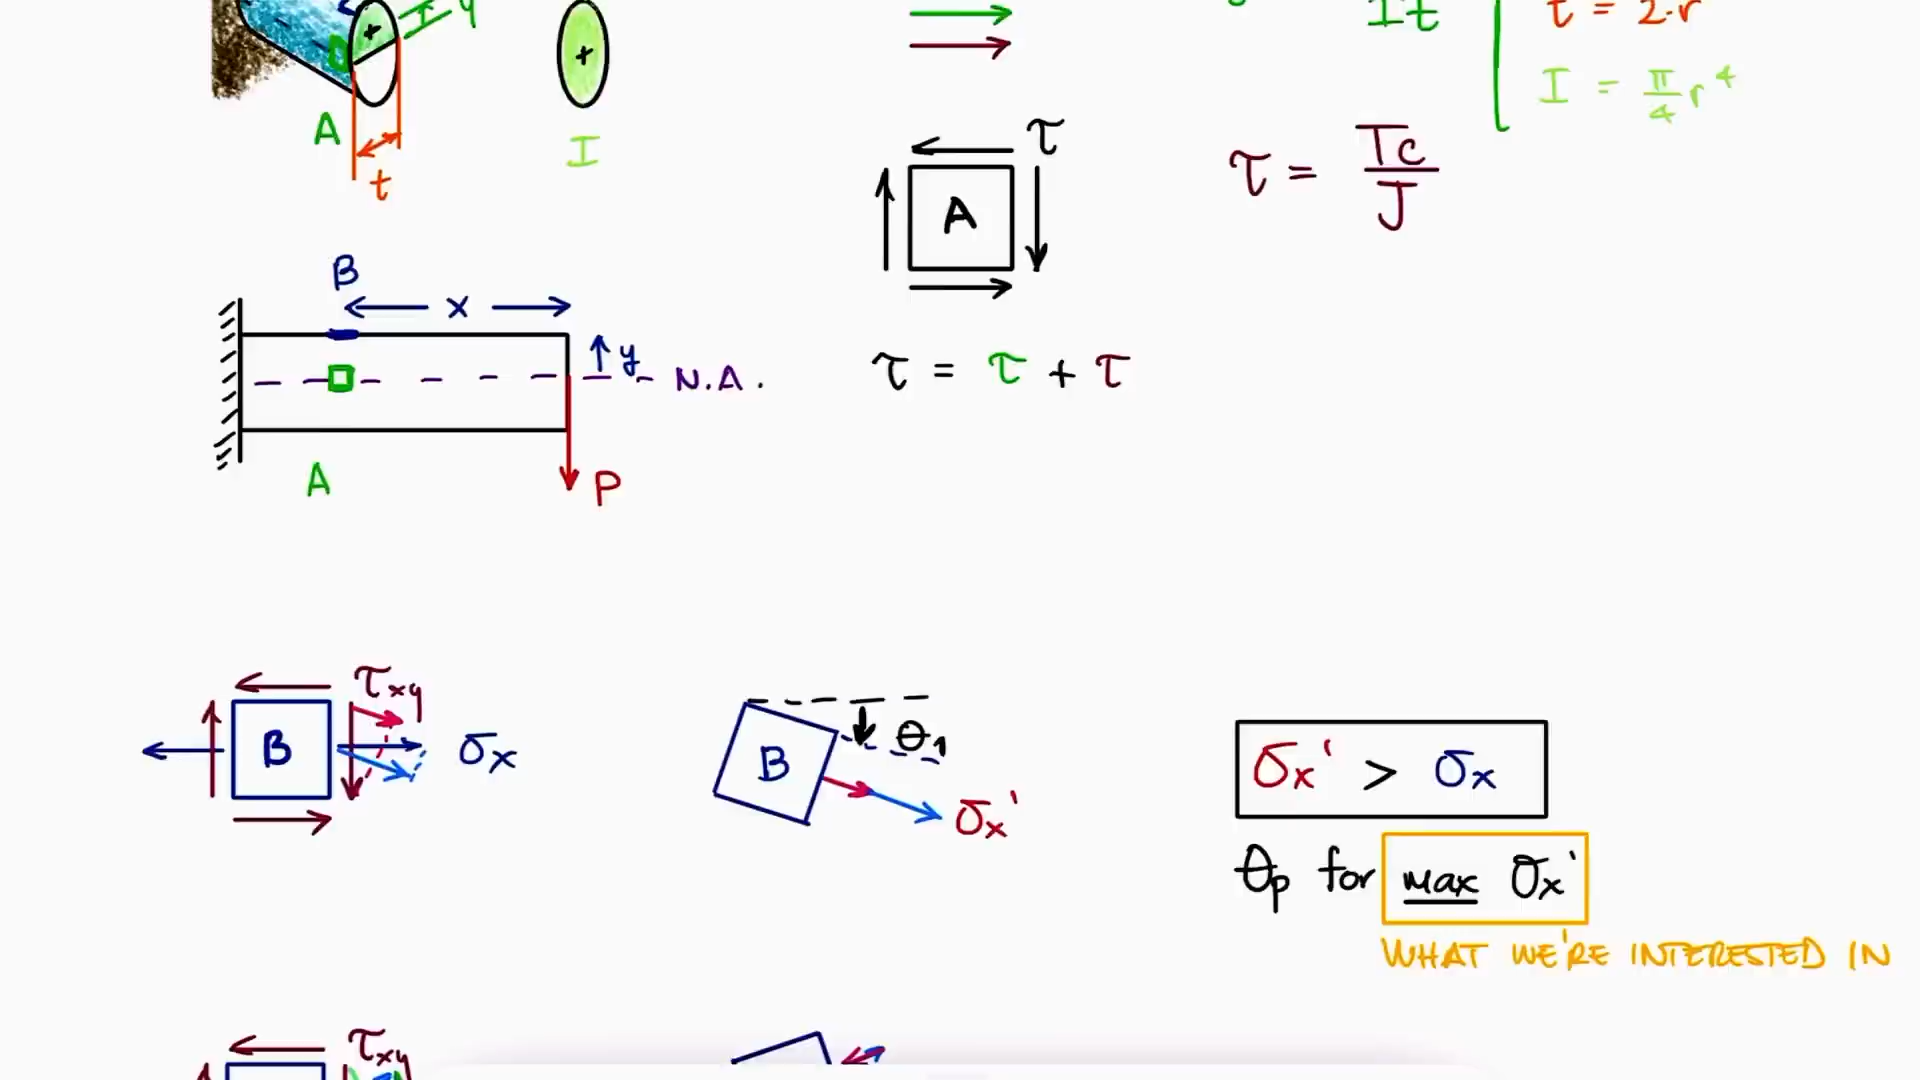 y
It
t = 2·r
I = π/4 r⁴
A
t
I
τ
A
τ = Tc/J
B
x
y
N.A.
τ = τ + τ
A
P
τxy
B
σx
θ₁
B
σx'
σx' > σx
θp for max σx'
WHAT WE'RE INTERESTED IN
τxy